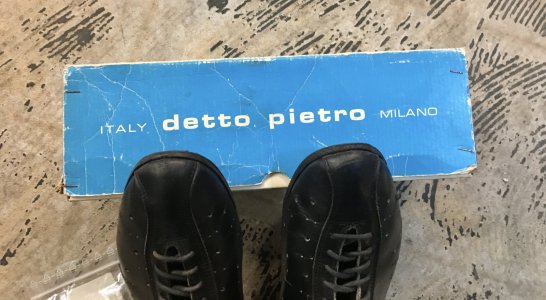 ITALY detto pietro MILANO